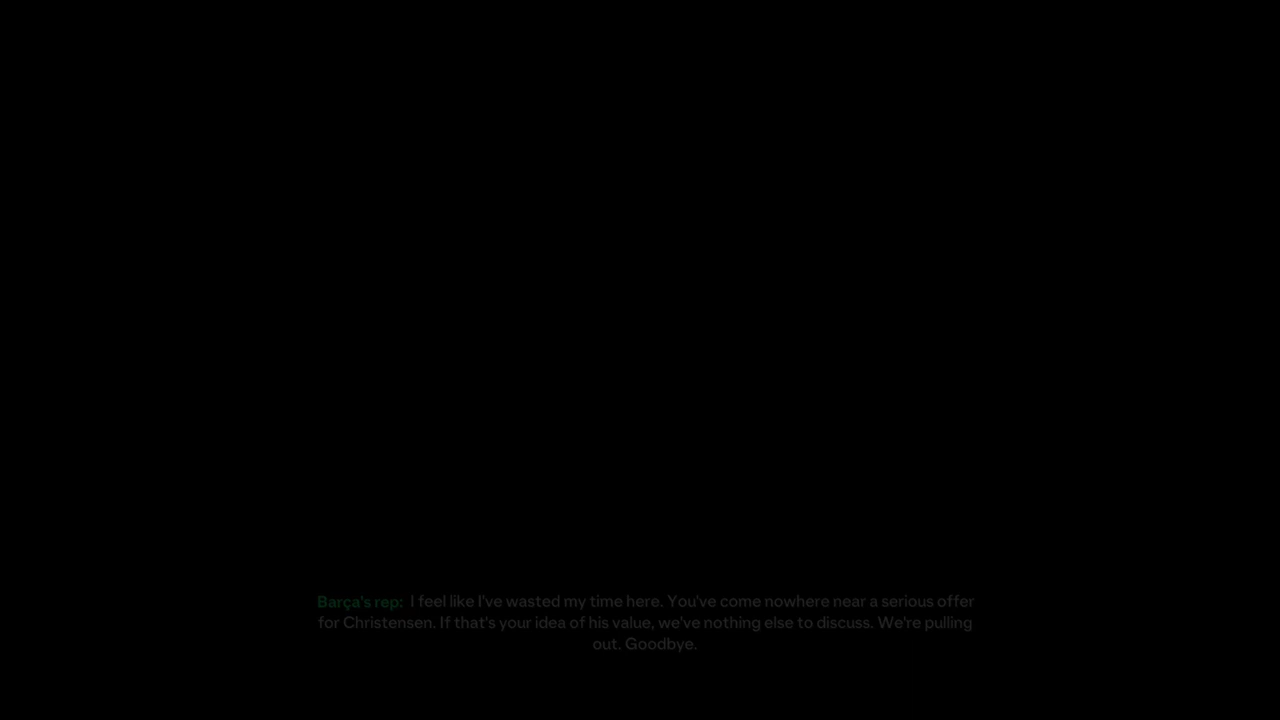 Barça's rep: I feel like I've wasted my time here. You've come nowhere near a serious offer
for Christensen. If that's your idea of his value, we've nothing else to discuss. We're pulling
out. Goodbye.